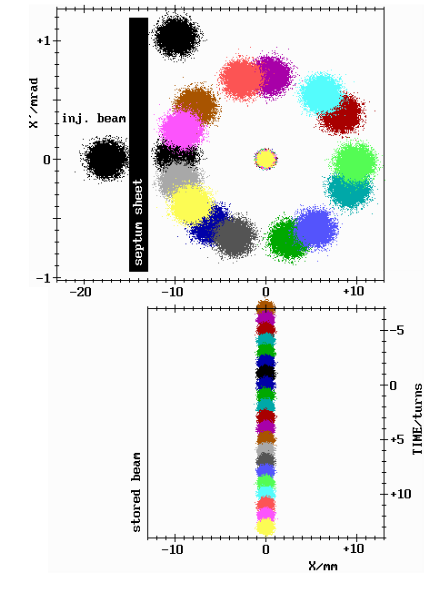 +1
X´/mrad
inj. beam
0
septum sheet
-1
-20
-10
0
+10
-5
0
+5
+10
TIME/turns
stored beam
-10
0
+10
X/mm